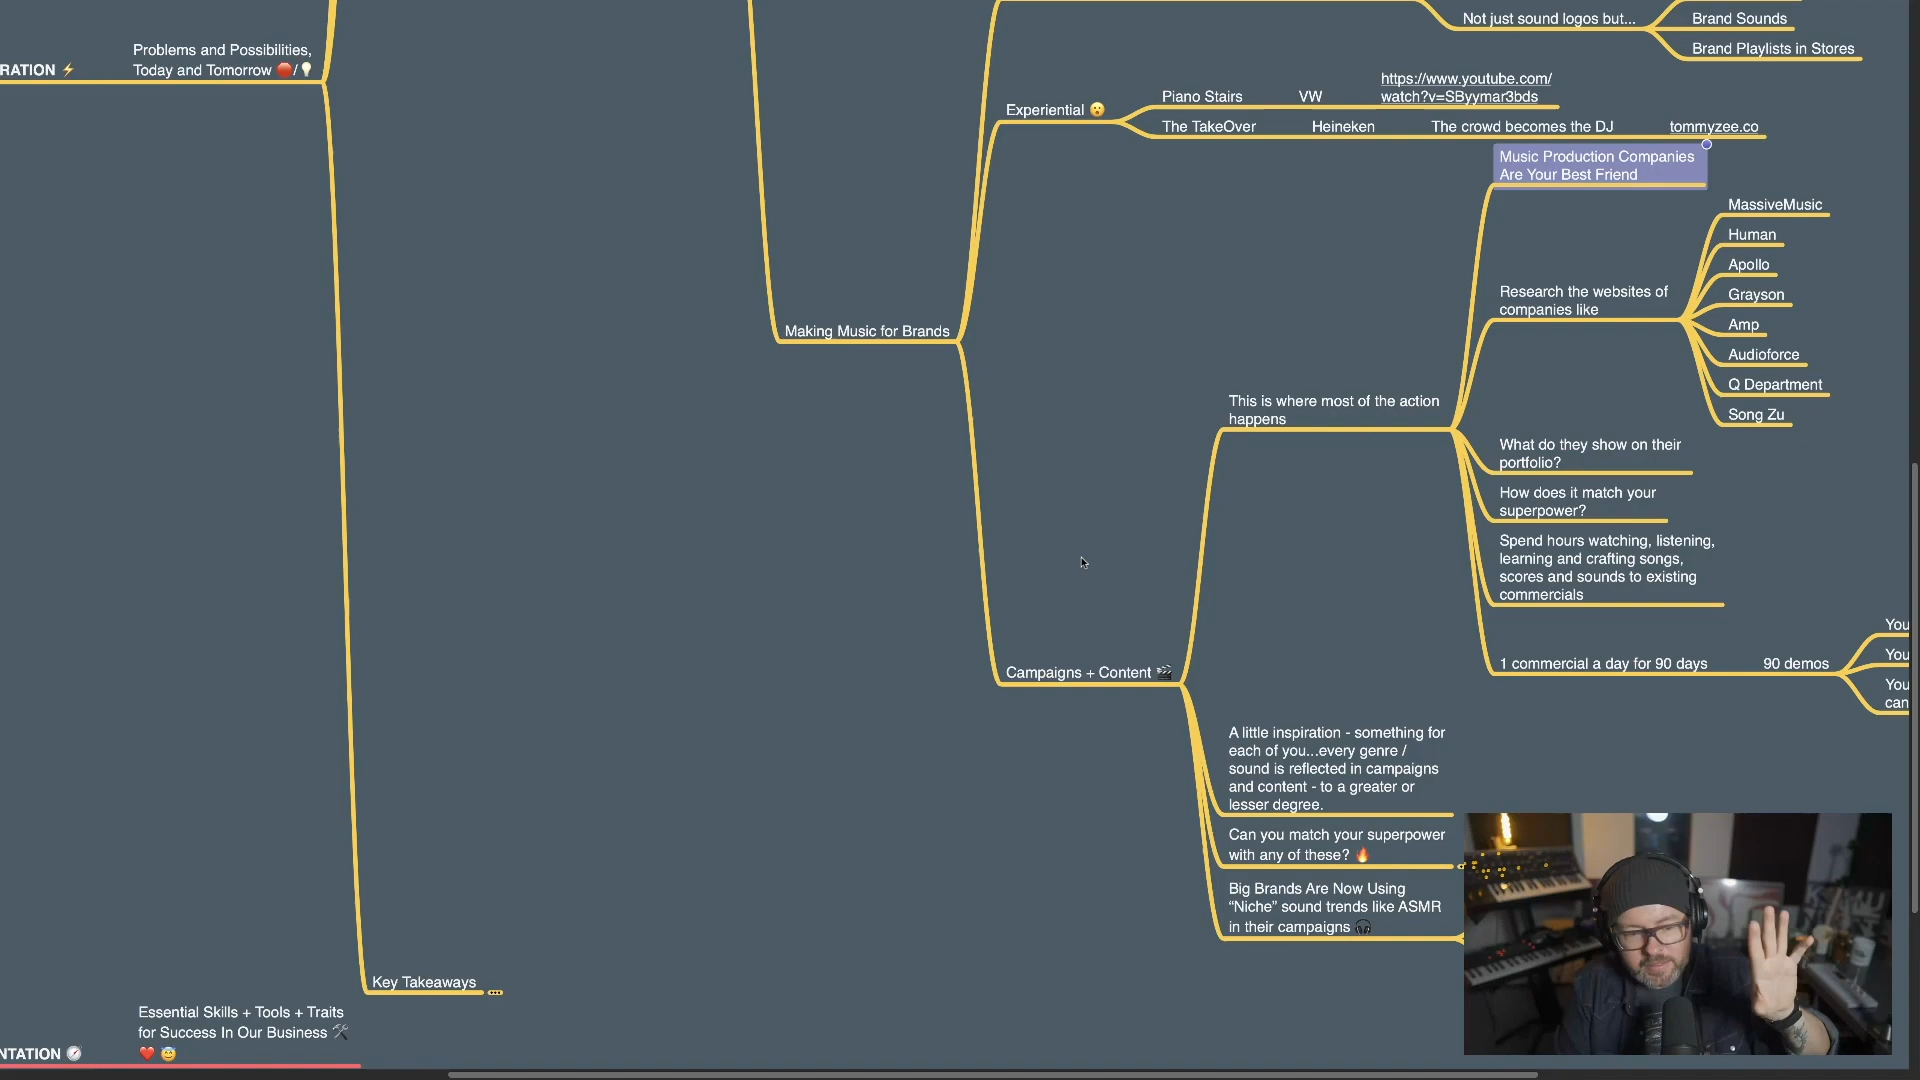 Not just sound logos but...
Brand Sounds
Brand Playlists in Stores
RATION ⚡
Problems and Possibilities,
Today and Tomorrow 🛑/💡
Experiential 😮
Piano Stairs
VW
https://www.youtube.com/
watch?v=SByymar3bds
The TakeOver
Heineken
The crowd becomes the DJ
tommyzee.co
Making Music for Brands
Campaigns + Content 🎬
This is where most of the action
happens
Music Production Companies
Are Your Best Friend
Research the websites of
companies like
MassiveMusic
Human
Apollo
Grayson
Amp
Audioforce
Q Department
Song Zu
What do they show on their
portfolio?
How does it match your
superpower?
Spend hours watching, listening,
learning and crafting songs,
scores and sounds to existing
commercials
1 commercial a day for 90 days
90 demos
You
You
You
can
A little inspiration - something for
each of you...every genre /
sound is reflected in campaigns
and content - to a greater or
lesser degree.
Can you match your superpower
with any of these? 🔥
Big Brands Are Now Using
“Niche” sound trends like ASMR
in their campaigns 🎧
Key Takeaways
NTATION 🧭
Essential Skills + Tools + Traits
for Success In Our Business 🛠️
❤️ 😇